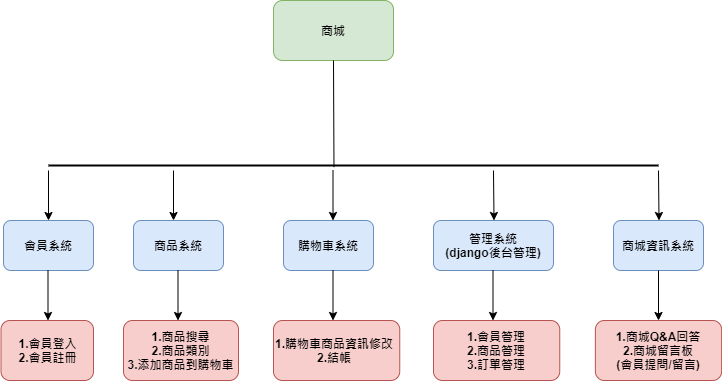 商城
會員系統
商品系統
購物車系統
管理系統
(django後台管理)
商城資訊系統
1.會員登入
2.會員註冊
1.商品搜尋
2.商品類別
3.添加商品到購物車
1.購物車商品資訊修改
2.結帳
1.會員管理
2.商品管理
3.訂單管理
1.商城Q&A回答
2.商城留言板
(會員提問/留言)